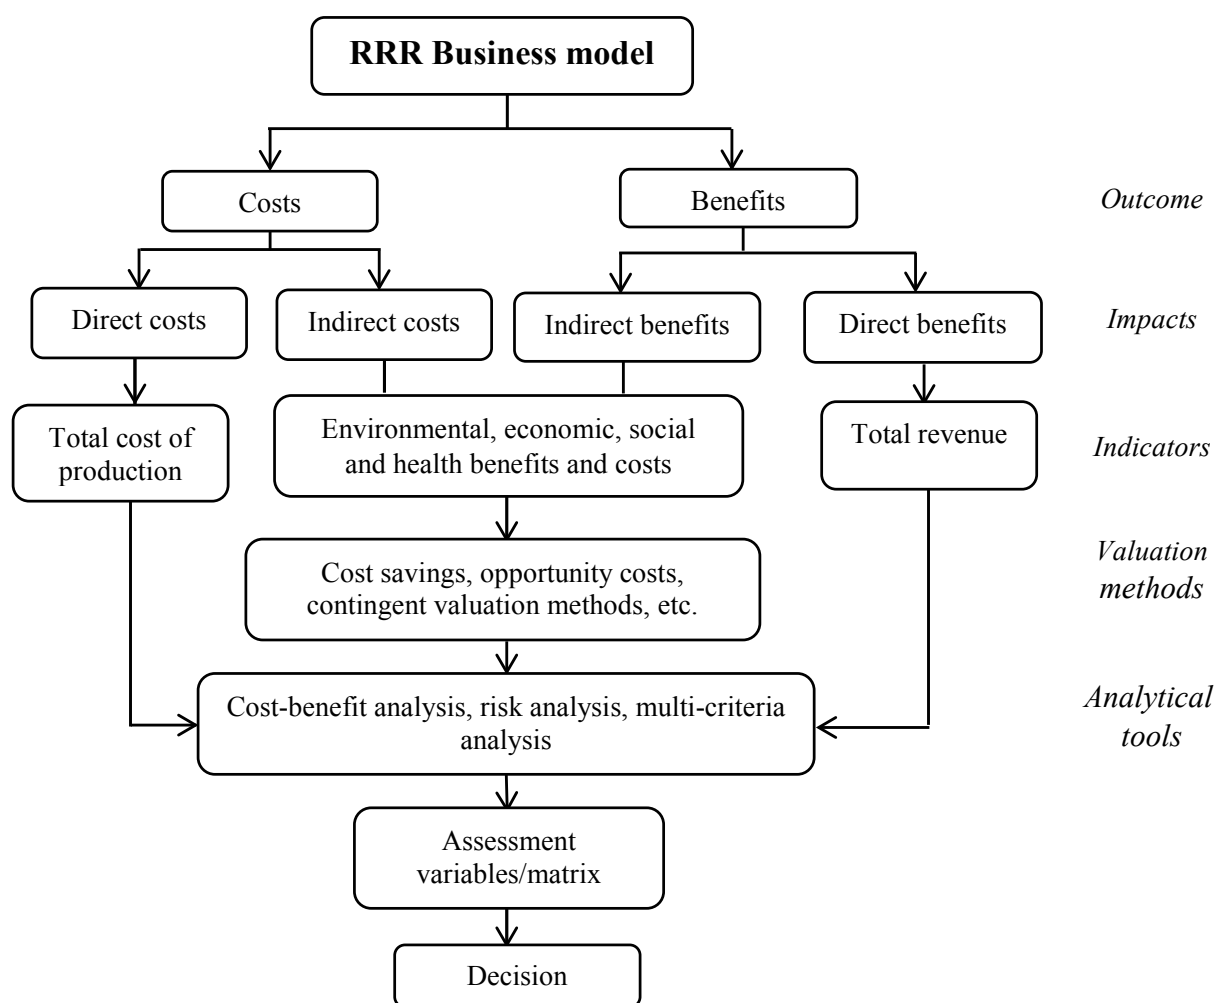 RRR Business model
Costs
Benefits
Outcome
Direct costs
Indirect costs
Indirect benefits
Direct benefits
Impacts
Total cost of
production
Environmental, economic, social
and health benefits and costs
Total revenue
Indicators
Cost savings, opportunity costs,
contingent valuation methods, etc.
Valuation
methods
Cost-benefit analysis, risk analysis, multi-criteria
analysis
Analytical
tools
Assessment
variables/matrix
Decision